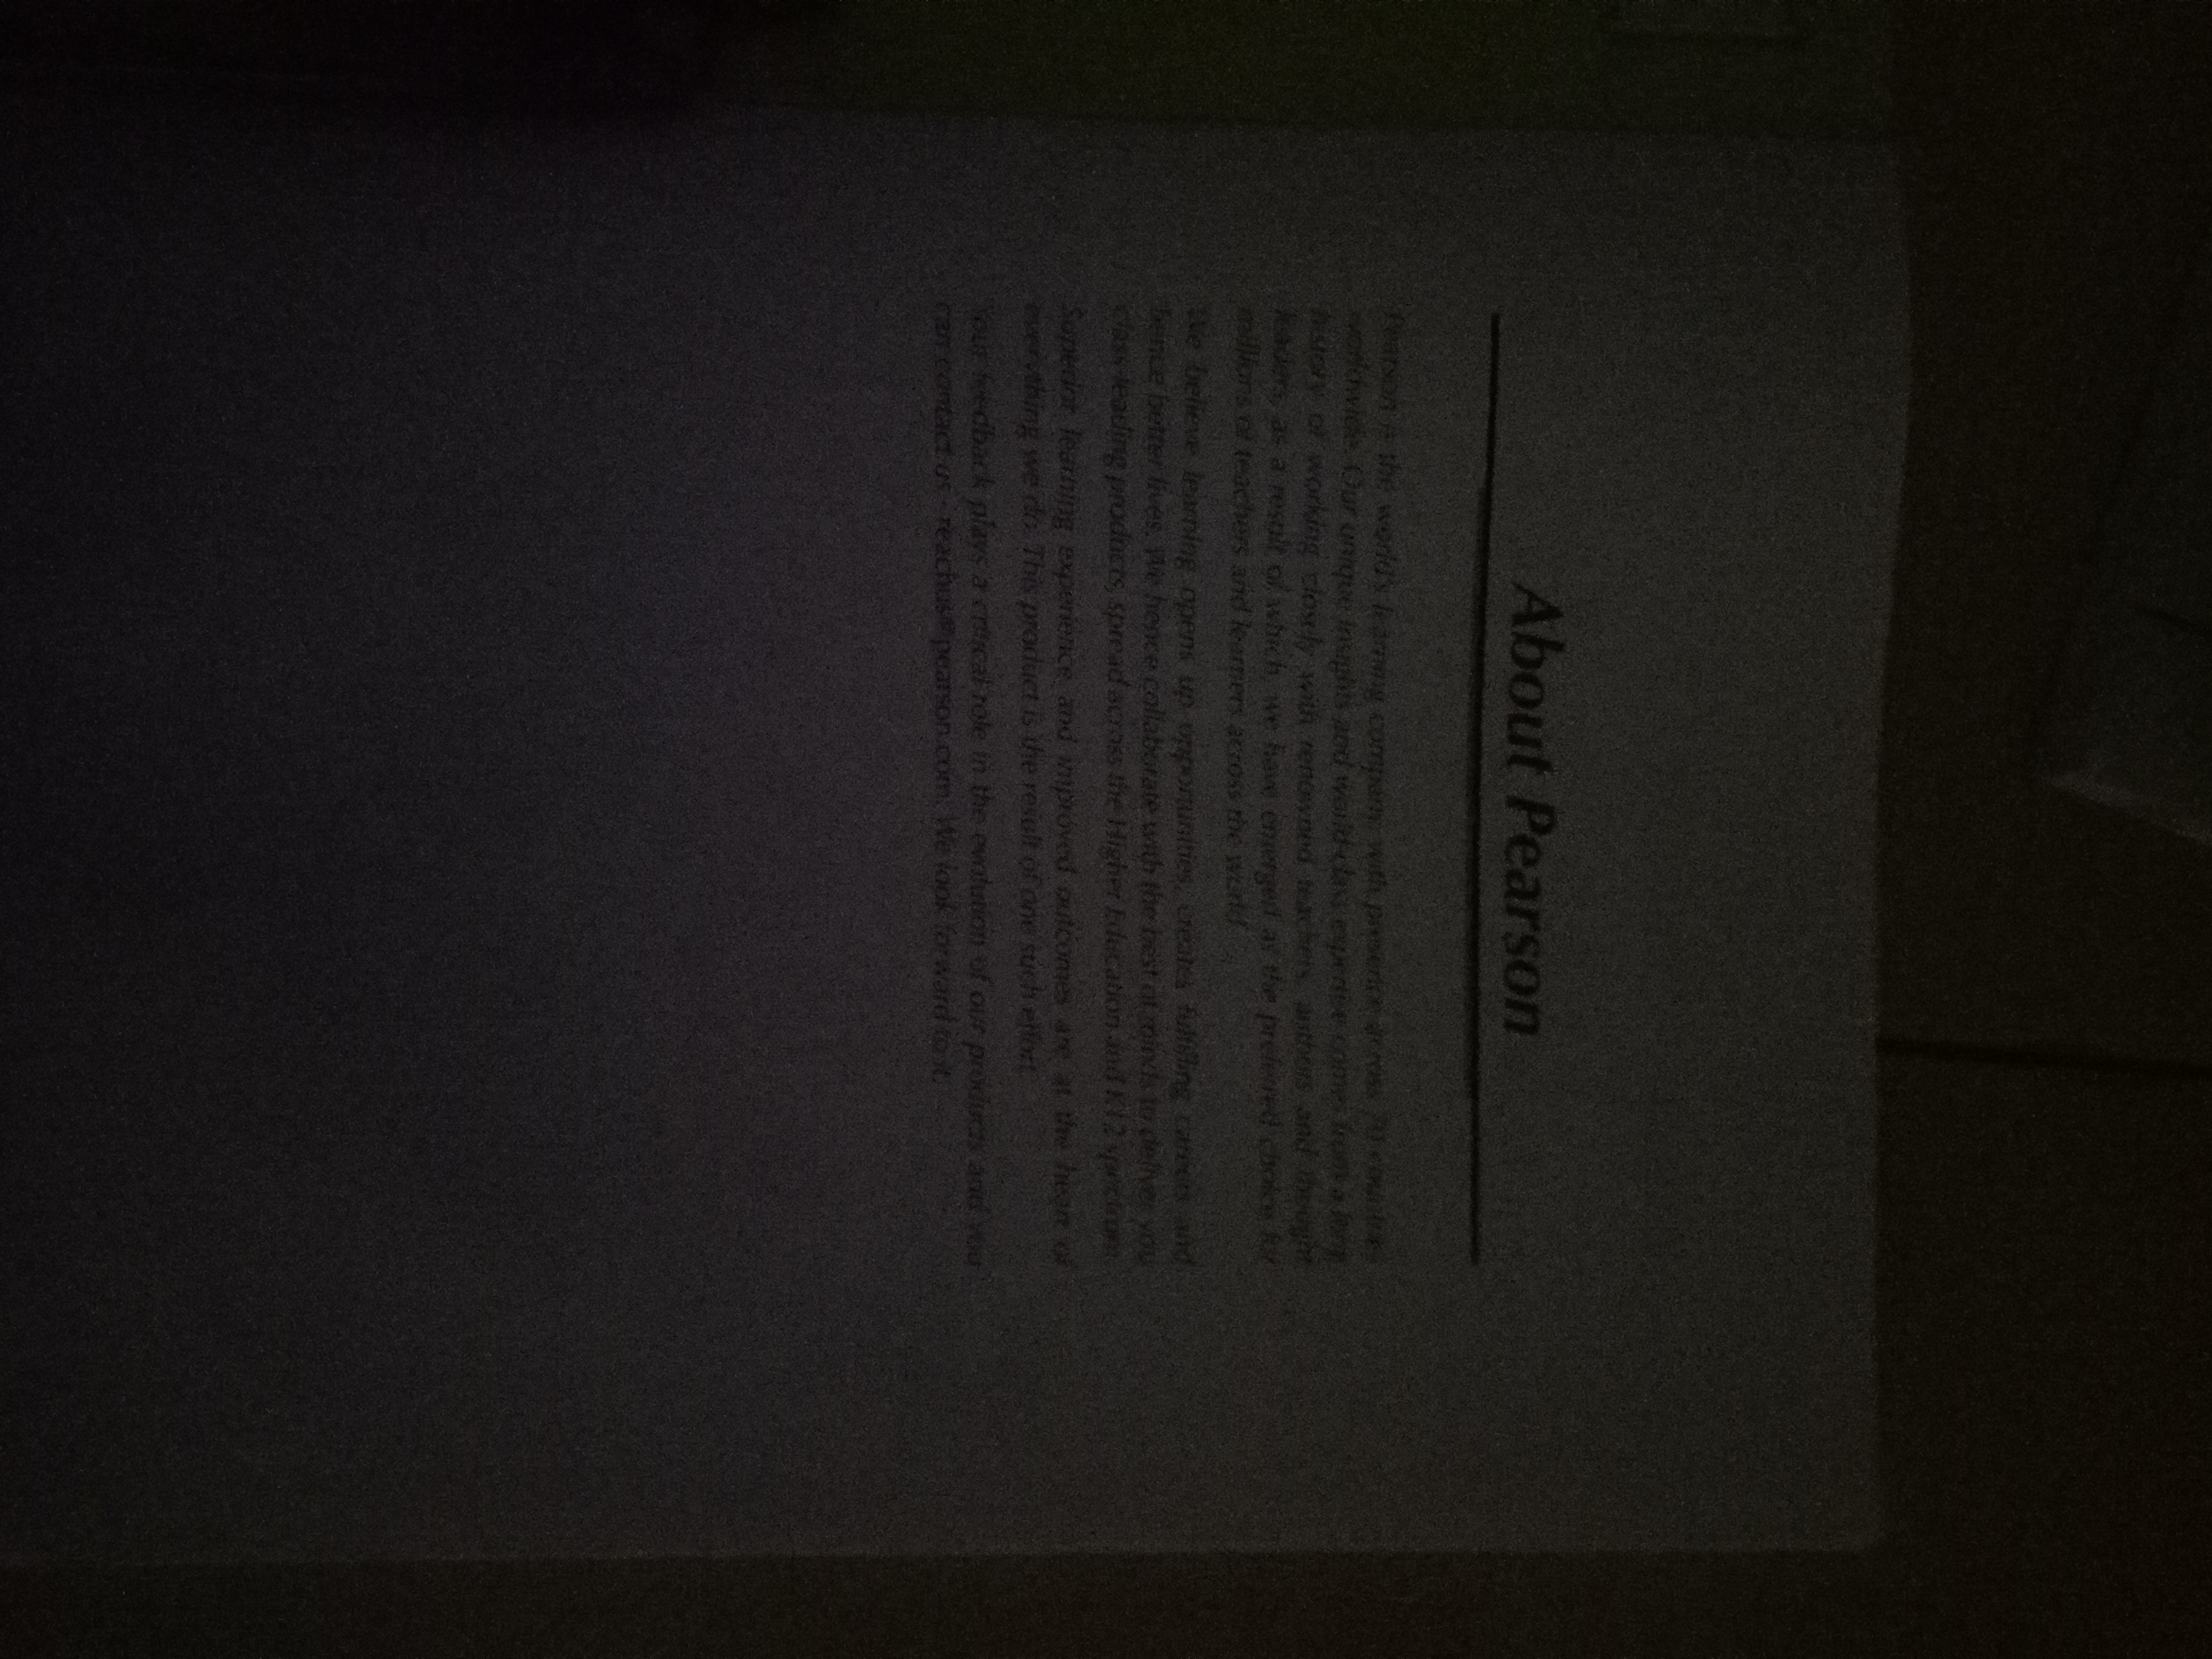 About Pearson
Pearson is the world's learning company, with presence across 70 countries
worldwide. Our unique insights and world-class expertise comes from a long
history of working closely with renowned teachers, authors and thought
leaders, as a result of which, we have emerged as the preferred choice for
millions of teachers and learners across the world.
We believe learning opens up opportunities, creates fulfilling careers and
hence better lives. We hence collaborate with the best of minds to deliver you
class-leading products, spread across the Higher Education and K12 spectrum.
Superior learning experience and improved outcomes are at the heart of
everything we do. This product is the result of one such effort.
Your feedback plays a critical role in the evolution of our products and you
can contact us - reachus@pearson.com. We look forward to it.